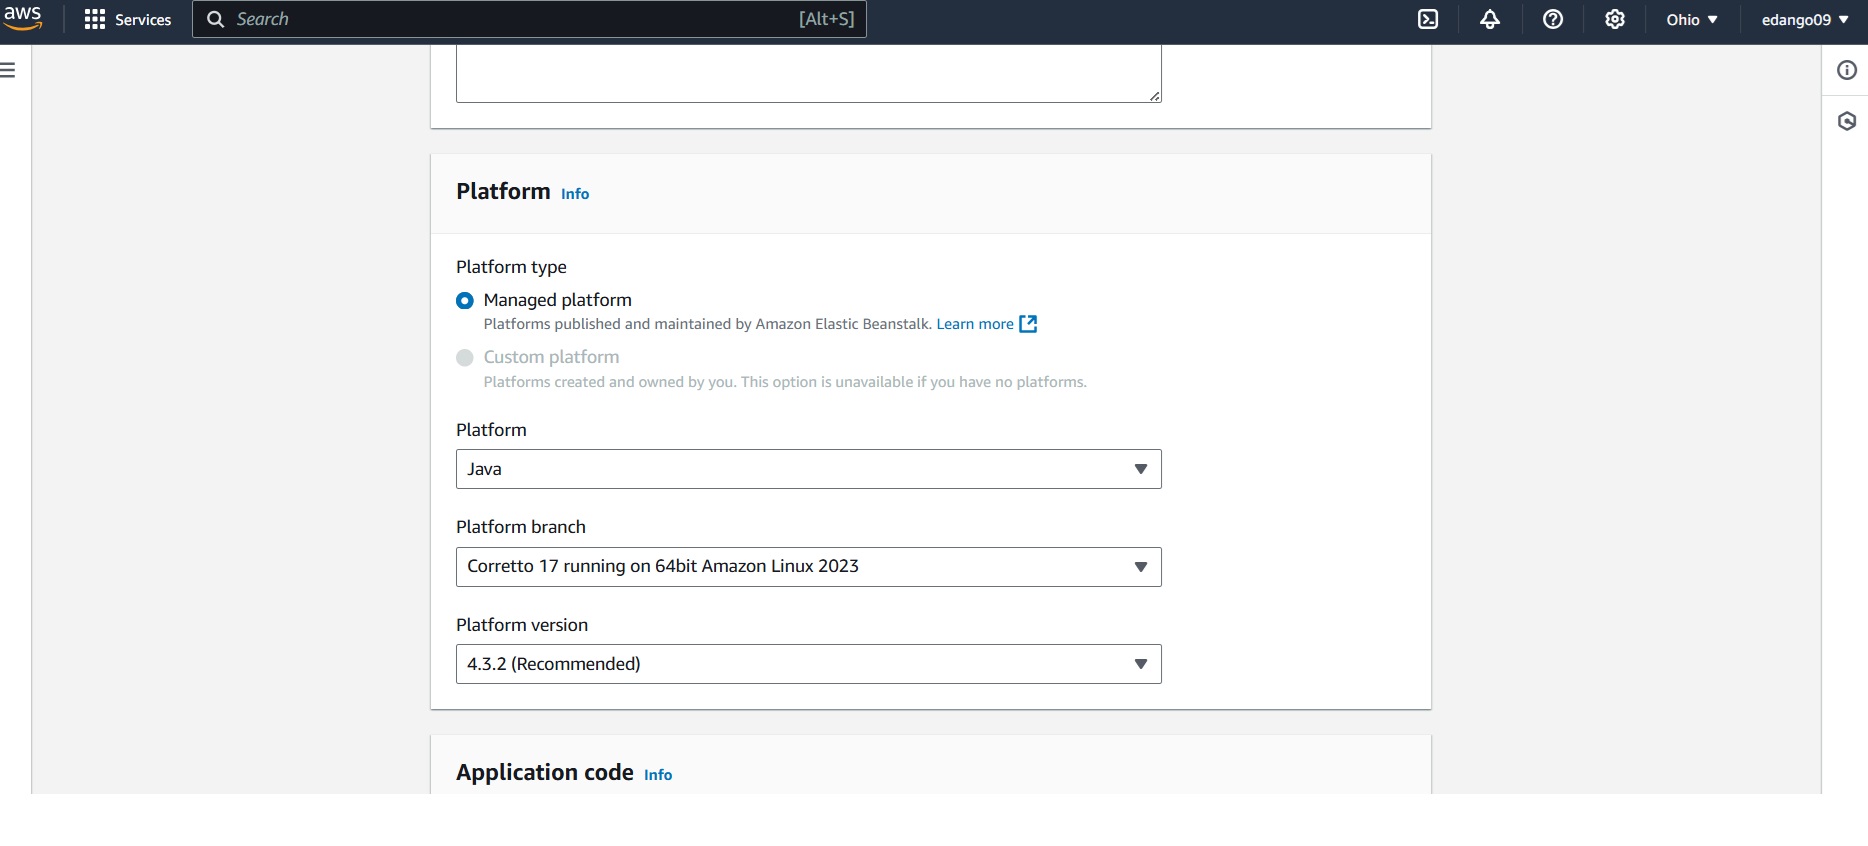 aws
Services
Search
[Alt+S]
Ohio
edango09
Platform Info
Platform type
Managed platform
Platforms published and maintained by Amazon Elastic Beanstalk. Learn more
Custom platform
Platforms created and owned by you. This option is unavailable if you have no platforms.
Platform
Java
Platform branch
Corretto 17 running on 64bit Amazon Linux 2023
Platform version
4.3.2 (Recommended)
Application code Info